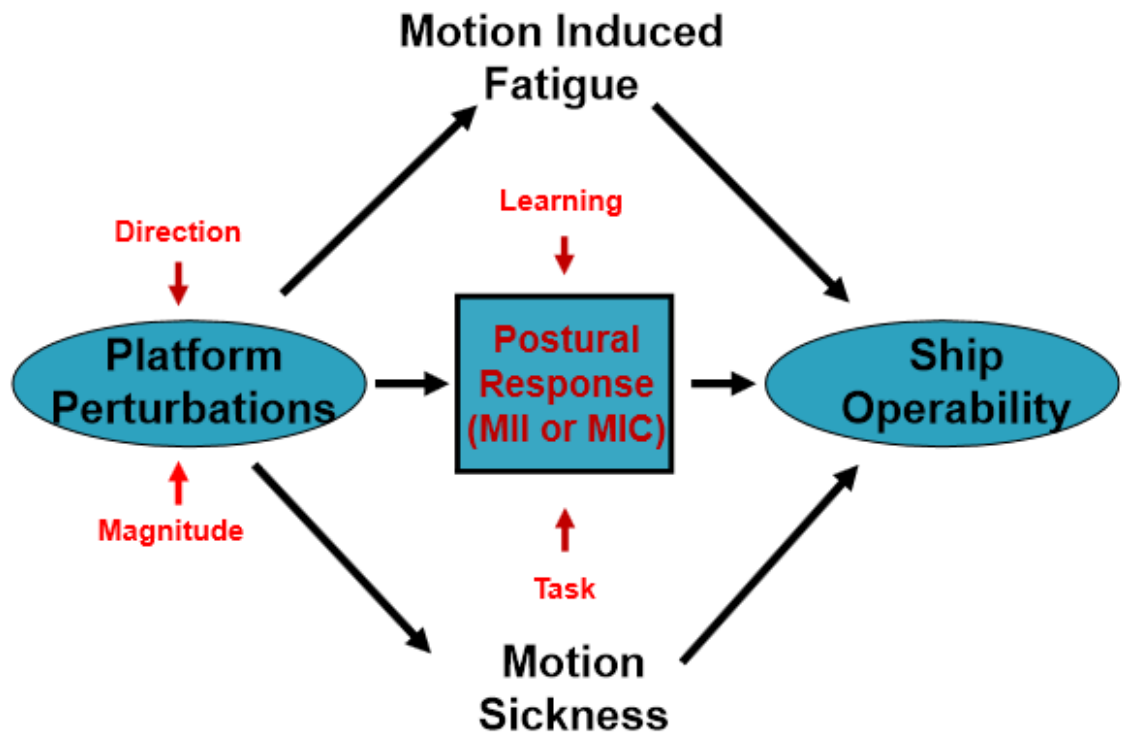 Motion Induced
Fatigue
Learning
Direction
Platform
Perturbations
Postural
Response
(MII or MIC)
Ship
Operability
Magnitude
Task
Motion
Sickness